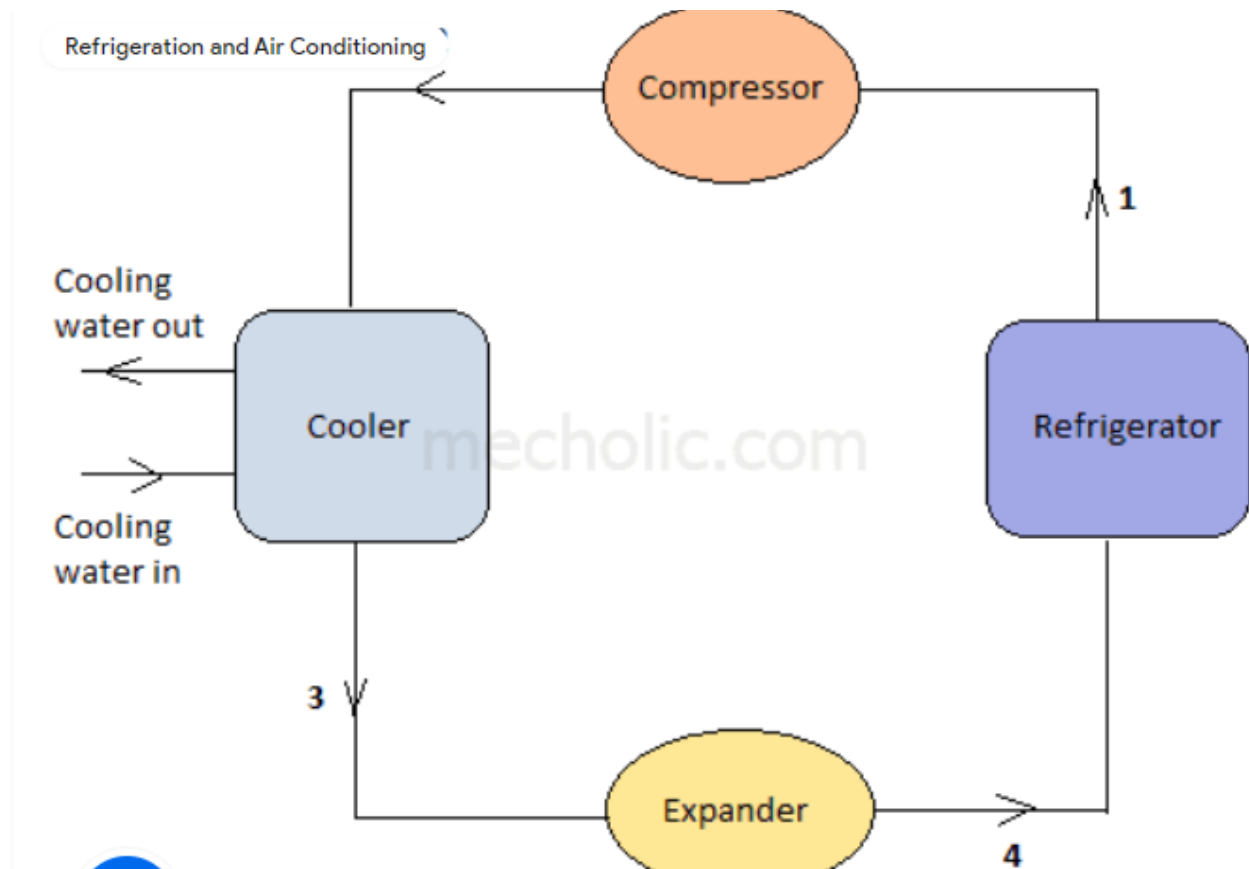 Refrigeration and Air Conditioning
Compressor
1
Cooling
water out
Cooler
mecholic.com
Refrigerator
Cooling
water in
3
Expander
4